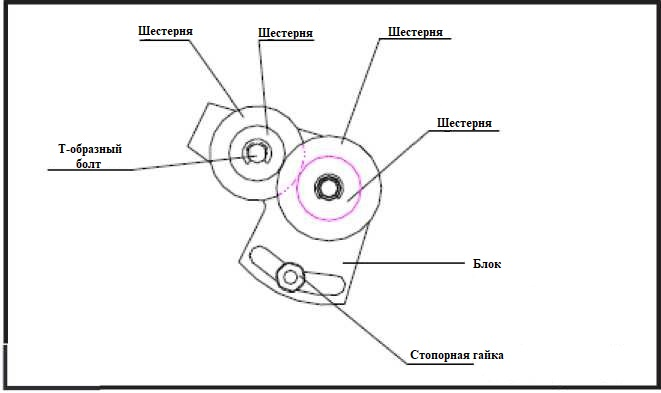 Шестерня
Шестерня
Шестерня
Шестерня
Т-образный
болт
Блок
Стопорная гайка